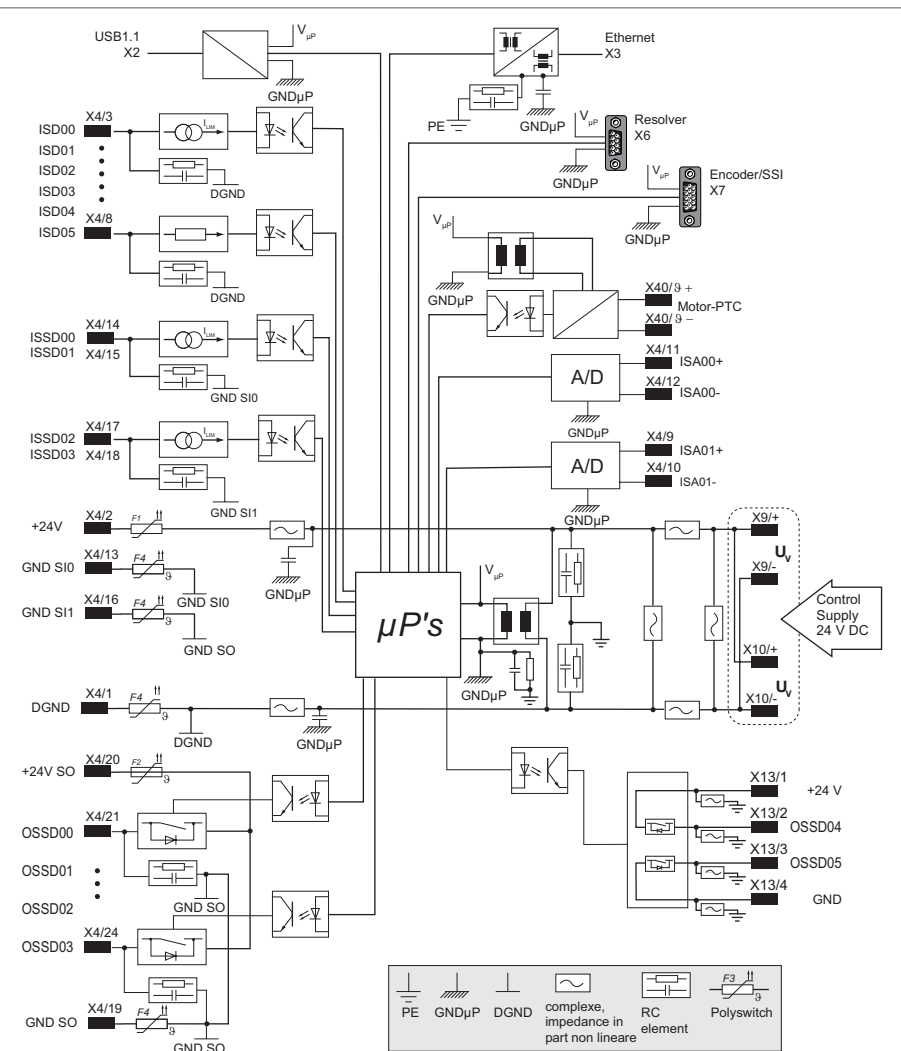 USB1.1
X2
VµP
GNDµP
Ethernet
X3
PE
GNDµP
VµP
Resolver
X6
GNDµP
VµP
Encoder/SSI
X7
GNDµP
ISD00
X4/3
ILIM
ISD01
ISD02
DGND
ISD03
ISD04
ISD05
X4/8
DGND
VµP
GNDµP
X40/ϑ +
Motor-PTC
X40/ϑ −
X4/14
ISSD00
ISSD01
X4/15
ILIM
GND SI0
A/D
X4/11
ISA00+
X4/12
ISA00-
GNDµP
X4/17
ISSD02
ISSD03
X4/18
ILIM
GND SI1
A/D
X4/9
ISA01+
X4/10
ISA01-
GNDµP
+24V
X4/2
F1
ϑ
GNDµP
X9/+
Uv
X9/-
GND SI0
X4/13
F4
ϑ
GND SI0
GND SI1
X4/16
F4
ϑ
GND SO
µP's
VµP
GNDµP
Control
Supply
24 V DC
X10/+
Uv
X10/-
DGND
X4/1
F4
ϑ
DGND
GNDµP
+24V SO
X4/20
F2
ϑ
OSSD00
X4/21
OSSD01
OSSD02
GND SO
OSSD03
X4/24
GND SO
X4/19
F4
ϑ
GND SO
X13/1
+24 V
X13/2
OSSD04
X13/3
OSSD05
X13/4
GND
PE
GNDµP
DGND
complexe,
impedance in
part non lineare
RC
element
F3
ϑ
Polyswitch